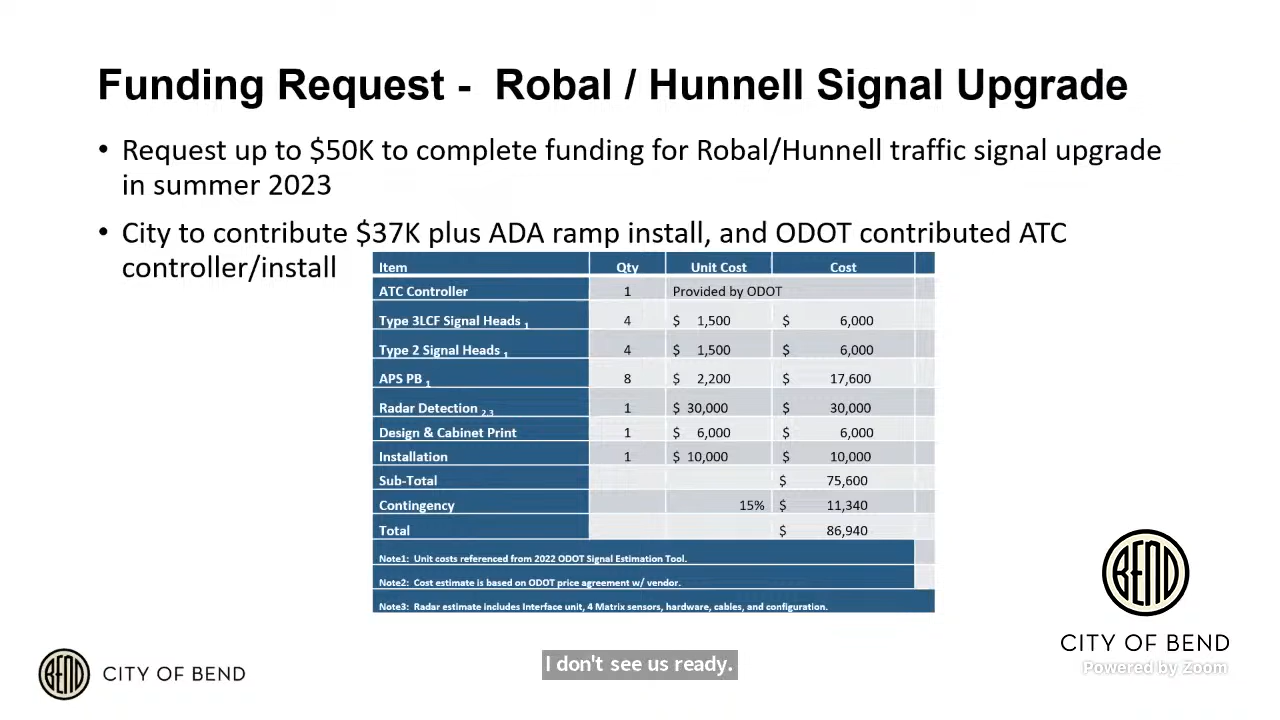 Funding Request - Robal / Hunnell Signal Upgrade
• Request up to $50K to complete funding for Robal/Hunnell traffic signal upgrade
in summer 2023
• City to contribute $37K plus ADA ramp install, and ODOT contributed ATC
controller/install
Item Qty Unit Cost Cost
ATC Controller 1 Provided by ODOT
Type 3LCF Signal Heads 1 4 $ 1,500 $ 6,000
Type 2 Signal Heads 1 4 $ 1,500 $ 6,000
APS PB 1 8 $ 2,200 $ 17,600
Radar Detection 2,3 1 $ 30,000 $ 30,000
Design & Cabinet Print 1 $ 6,000 $ 6,000
Installation 1 $ 10,000 $ 10,000
Sub-Total $ 75,600
Contingency 15% $ 11,340
Total $ 86,940
Note1: Unit costs referenced from 2022 ODOT Signal Estimation Tool.
Note2: Cost estimate is based on ODOT price agreement w/ vendor.
Note3: Radar estimate includes Interface unit, 4 Matrix sensors, hardware, cables, and configuration.
BEND
CITY OF BEND
Powered by Zoom
I don't see us ready.
BEND
CITY OF BEND